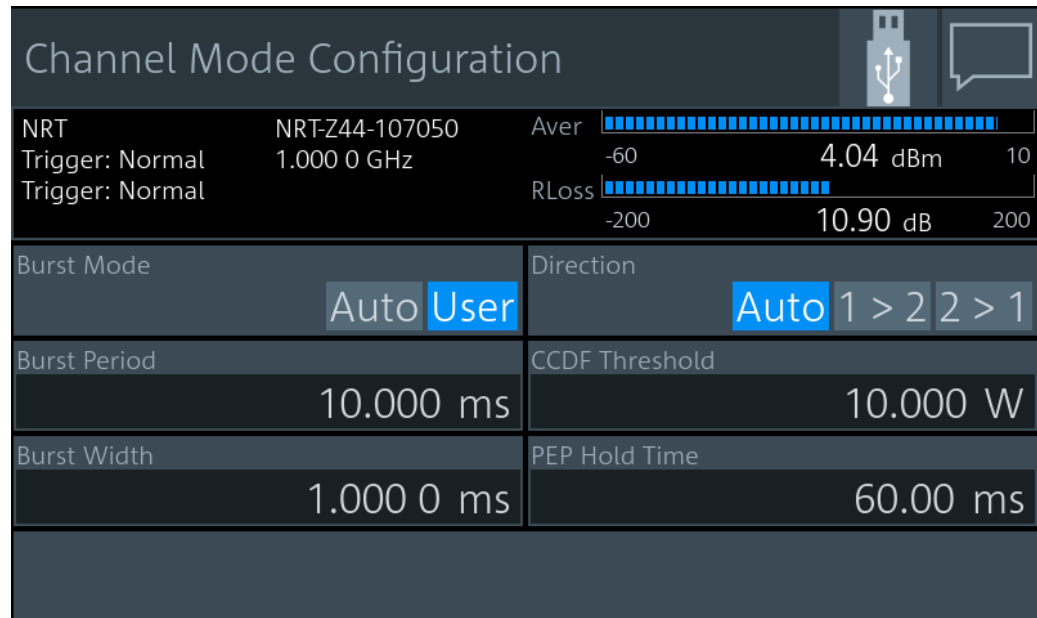 Channel Mode Configuration
NRT NRT-Z44-107050 Aver
Trigger: Normal 1.000 0 GHz -60 4.04 dBm 10
Trigger: Normal RLoss
-200 10.90 dB 200
Burst Mode Direction
Auto User Auto 1 > 2 2 > 1
Burst Period CCDF Threshold
10.000 ms 10.000 W
Burst Width PEP Hold Time
1.000 0 ms 60.00 ms